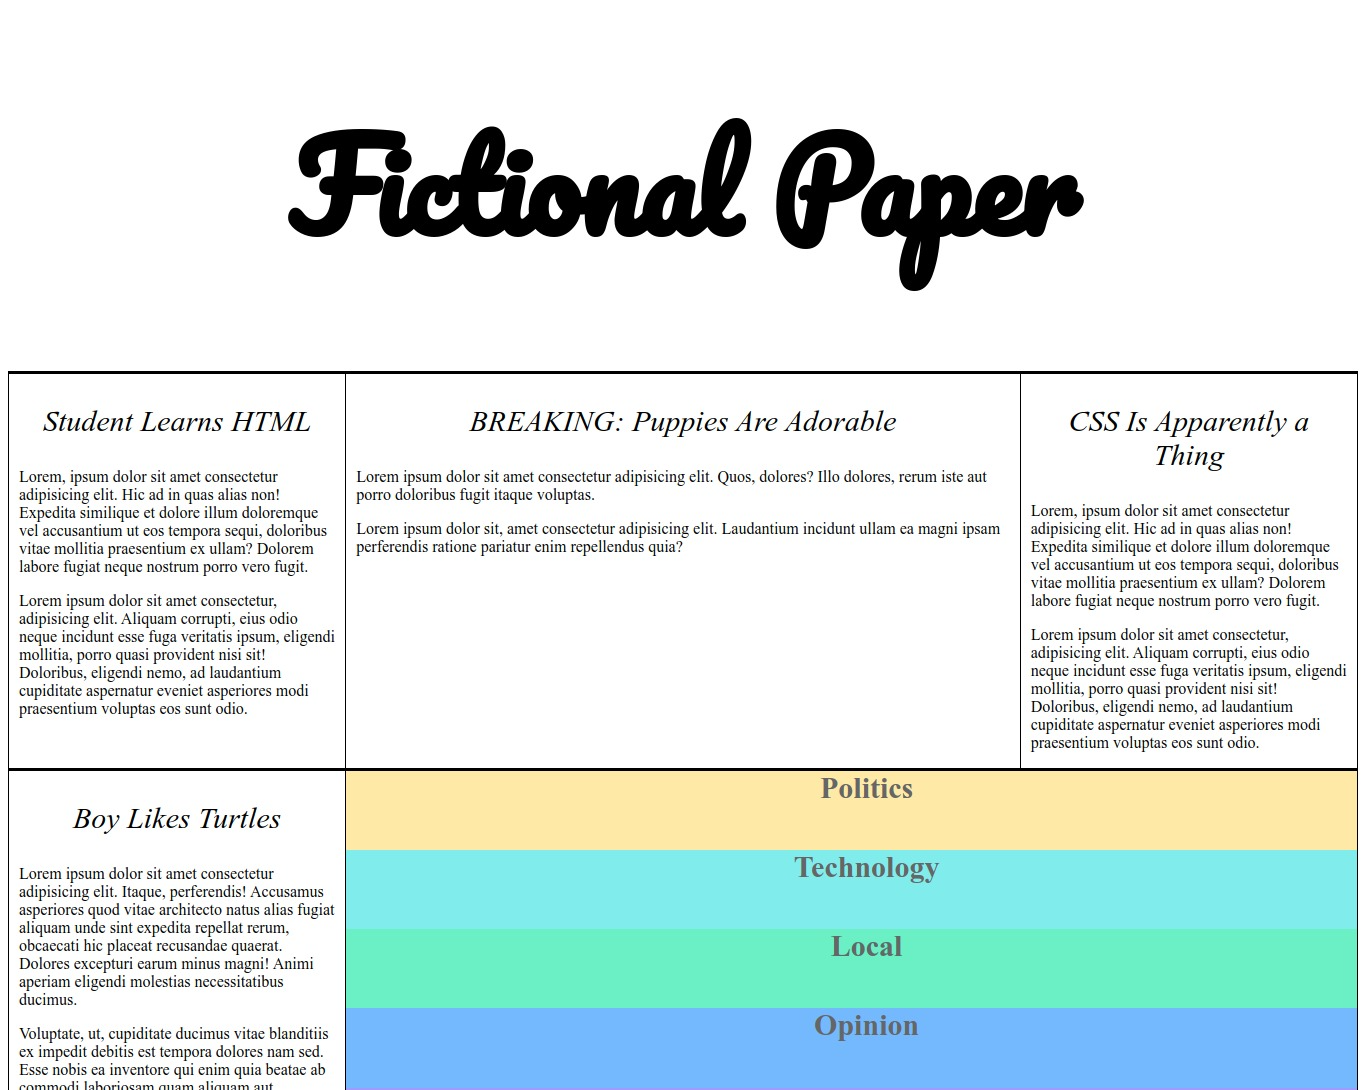 Fictional Paper
Student Learns HTML
Lorem, ipsum dolor sit amet consectetur
adipisicing elit. Hic ad in quas alias non!
Expedita similique et dolore illum doloremque
vel accusantium ut eos tempora sequi, doloribus
vitae mollitia praesentium ex ullam? Dolorem
labore fugiat neque nostrum porro vero fugit.
Lorem ipsum dolor sit amet consectetur,
adipisicing elit. Aliquam corrupti, eius odio
neque incidunt esse fuga veritatis ipsum, eligendi
mollitia, porro quasi provident nisi sit!
Doloribus, eligendi nemo, ad laudantium
cupiditate aspernatur eveniet asperiores modi
praesentium voluptas eos sunt odio.
BREAKING: Puppies Are Adorable
Lorem ipsum dolor sit amet consectetur adipisicing elit. Quos, dolores? Illo dolores, rerum iste aut
porro doloribus fugit itaque voluptas.
Lorem ipsum dolor sit, amet consectetur adipisicing elit. Laudantium incidunt ullam ea magni ipsam
perferendis ratione pariatur enim repellendus quia?
CSS Is Apparently a
Thing
Lorem, ipsum dolor sit amet consectetur
adipisicing elit. Hic ad in quas alias non!
Expedita similique et dolore illum doloremque
vel accusantium ut eos tempora sequi, doloribus
vitae mollitia praesentium ex ullam? Dolorem
labore fugiat neque nostrum porro vero fugit.
Lorem ipsum dolor sit amet consectetur,
adipisicing elit. Aliquam corrupti, eius odio
neque incidunt esse fuga veritatis ipsum, eligendi
mollitia, porro quasi provident nisi sit!
Doloribus, eligendi nemo, ad laudantium
cupiditate aspernatur eveniet asperiores modi
praesentium voluptas eos sunt odio.
Boy Likes Turtles
Lorem ipsum dolor sit amet consectetur
adipisicing elit. Itaque, perferendis! Accusamus
asperiores quod vitae architecto natus alias fugiat
aliquam unde sint expedita repellat rerum,
obcaecati hic placeat recusandae quaerat.
Dolores excepturi earum minus magni! Animi
aperiam eligendi molestias necessitatibus
ducimus.
Voluptate, ut, cupiditate ducimus vitae blanditiis
ex impedit debitis est tempora dolores nam sed.
Esse nobis ea inventore qui enim quia beatae ab
commodi laboriosam quam aliquam aut
Politics
Technology
Local
Opinion